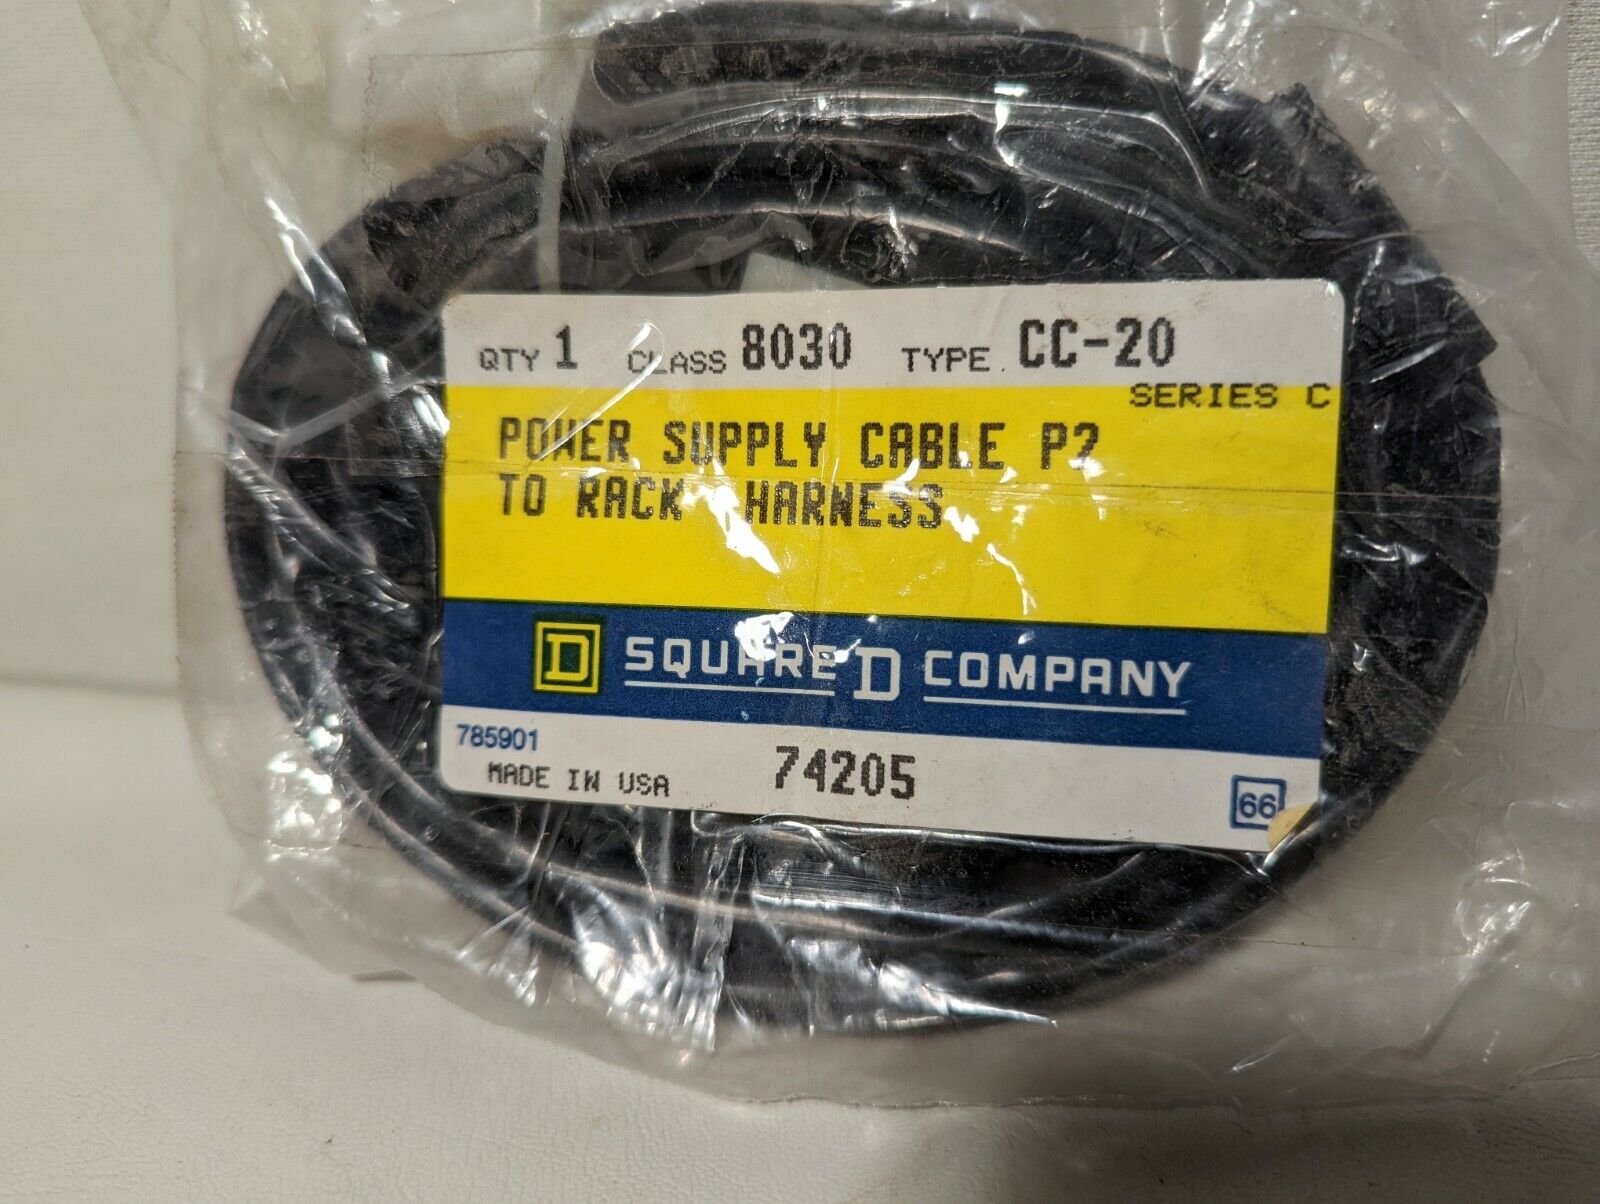 QTY 1 CLASS 8030 TYPE. CC-20
SERIES C
POWER SUPPLY CABLE P2
TO RACK HARNESS
D SQUARE D COMPANY
785901
74205
MADE IN USA
66